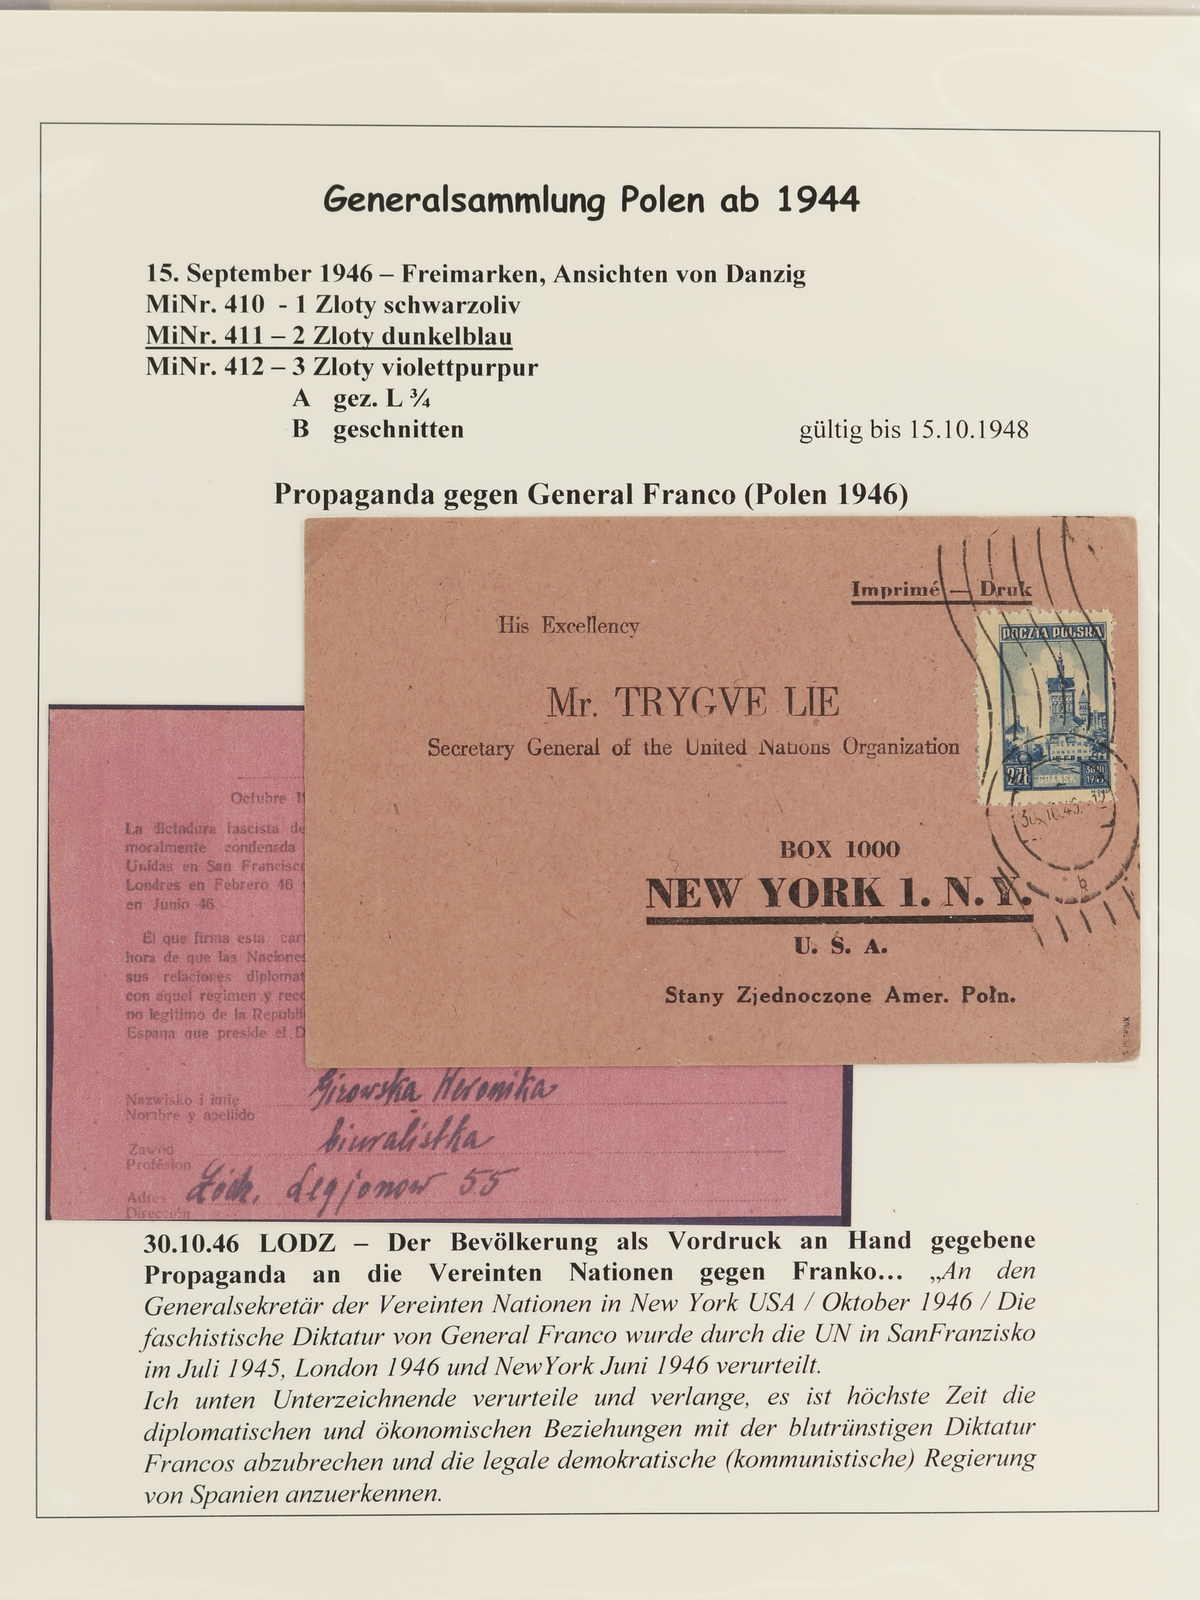 Generalsammlung Polen ab 1944
15. September 1946 – Freimarken, Ansichten von Danzig
MiNr. 410 - 1 Zloty schwarzoliv
MiNr. 411 – 2 Zloty dunkelblau
MiNr. 412 – 3 Zloty violettpurpur
A gez. L ¾
B geschnitten
gültig bis 15.10.1948
Propaganda gegen General Franco (Polen 1946)
Imprimé — Druk
His Excellency
POCZTA POLSKA
Mr. TRYGVE LIE
Secretary General of the United Nations Organization
2 ZŁ
GDAŃSK
BOX 1000
NEW YORK 1. N. Y.
U. S. A.
Stany Zjednoczone Amer. Połn.
Octubre
La dictadura fascista de
moralmente condenada
Unidas en San Francisco
Londres en Febrero 46
en Junio 46
El que firma esta
hora de que las Naciones
sus relaciones
con aquel regimen y
no legitimo de la
España que preside el
Nazwisko i imię
Nombre y apellido
Girowska Weronika
Zawód
Profesion
biuralistka
Adres
Dirección
Łódź, Legjonow 55
30.10.46 LODZ – Der Bevölkerung als Vordruck an Hand gegebene
Propaganda an die Vereinten Nationen gegen Franko… „An den
Generalsekretär der Vereinten Nationen in New York USA / Oktober 1946 / Die
faschistische Diktatur von General Franco wurde durch die UN in SanFranzisko
im Juli 1945, London 1946 und NewYork Juni 1946 verurteilt.
Ich unten Unterzeichnende verurteile und verlange, es ist höchste Zeit die
diplomatischen und ökonomischen Beziehungen mit der blutrünstigen Diktatur
Francos abzubrechen und die legale demokratische (kommunistische) Regierung
von Spanien anzuerkennen.